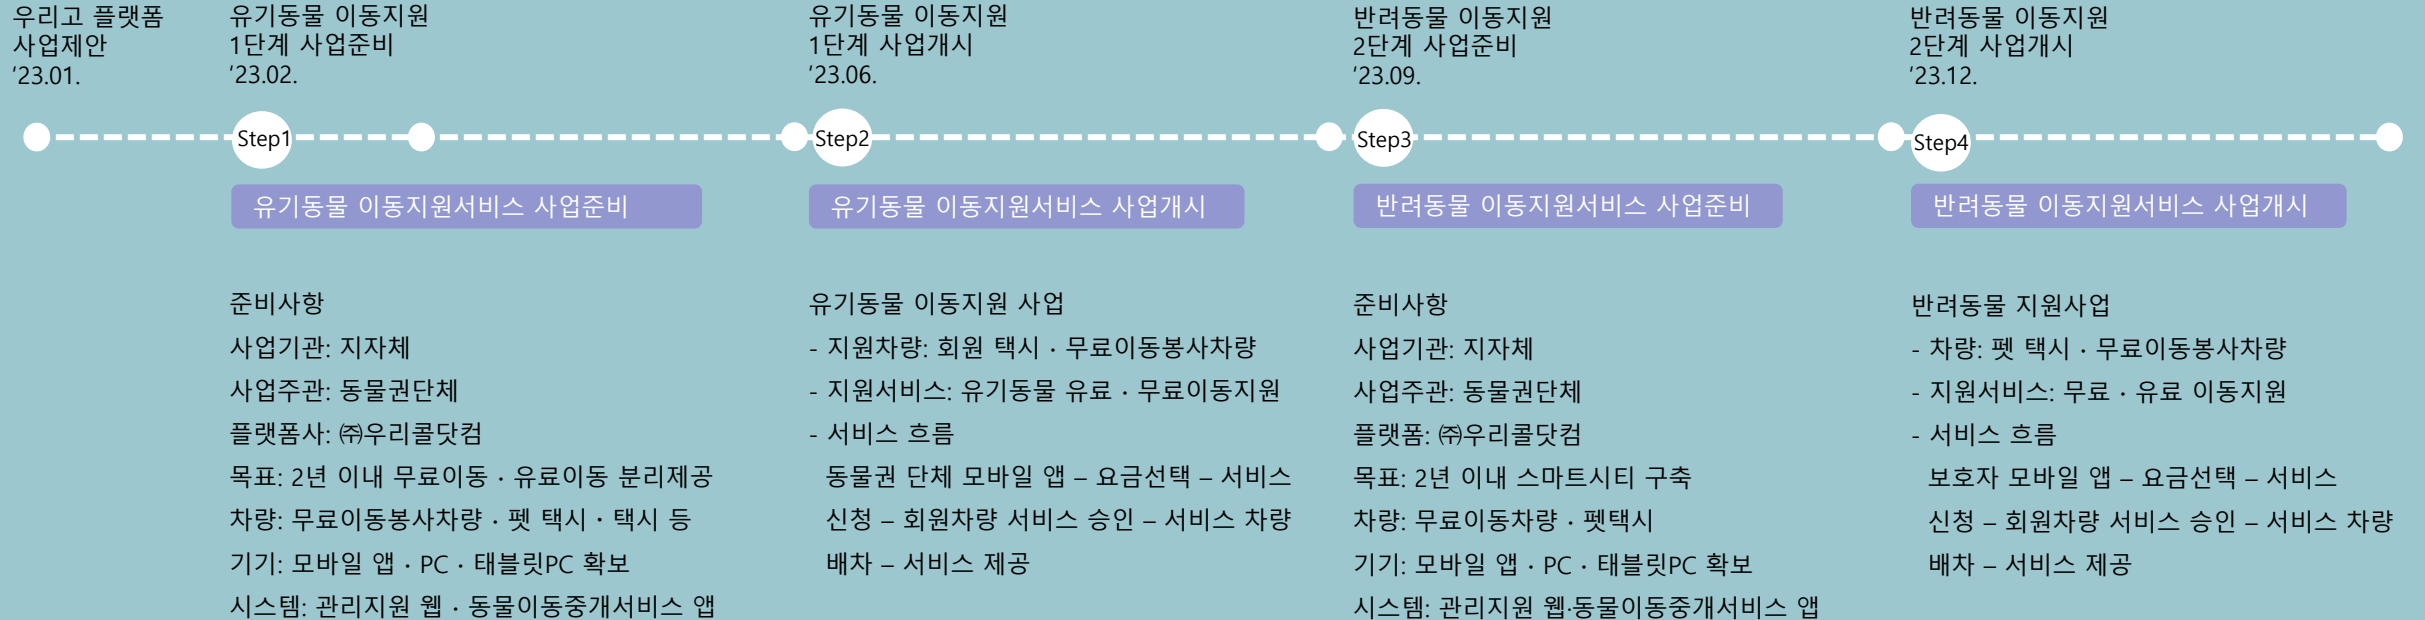 우리고 플랫폼
사업제안
'23.01.
유기동물 이동지원
1단계 사업준비
'23.02.
유기동물 이동지원
1단계 사업개시
'23.06.
반려동물 이동지원
2단계 사업준비
'23.09.
반려동물 이동지원
2단계 사업개시
'23.12.
Step1
Step2
Step3
Step4
유기동물 이동지원서비스 사업준비
유기동물 이동지원서비스 사업개시
반려동물 이동지원서비스 사업준비
반려동물 이동지원서비스 사업개시
준비사항
사업기관: 지자체
사업주관: 동물권단체
플랫폼사: ㈜우리콜닷컴
목표: 2년 이내 무료이동 · 유료이동 분리제공
차량: 무료이동봉사차량 · 펫 택시 · 택시 등
기기: 모바일 앱 · PC · 태블릿PC 확보
시스템: 관리지원 웹 · 동물이동중개서비스 앱
유기동물 이동지원 사업
- 지원차량: 회원 택시 · 무료이동봉사차량
- 지원서비스: 유기동물 유료 · 무료이동지원
- 서비스 흐름
동물권 단체 모바일 앱 – 요금선택 – 서비스
신청 – 회원차량 서비스 승인 – 서비스 차량
배차 – 서비스 제공
준비사항
사업기관: 지자체
사업주관: 동물권단체
플랫폼: ㈜우리콜닷컴
목표: 2년 이내 스마트시티 구축
차량: 무료이동차량 · 펫택시
기기: 모바일 앱 · PC · 태블릿PC 확보
시스템: 관리지원 웹·동물이동중개서비스 앱
반려동물 지원사업
- 차량: 펫 택시 · 무료이동봉사차량
- 지원서비스: 무료 · 유료 이동지원
- 서비스 흐름
보호자 모바일 앱 – 요금선택 – 서비스
신청 – 회원차량 서비스 승인 – 서비스 차량
배차 – 서비스 제공